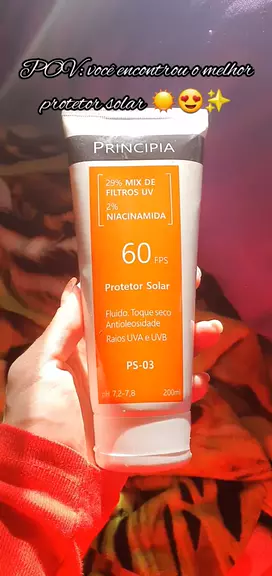 POV: você encontrou o melhor
protetor solar ☀️😍✨
PRINCIPIA
29% MIX DE
FILTROS UV
2%
NIACINAMIDA
60 FPS
Protetor Solar
Fluido Toque seco
Antioleosidade
Raios UVA e UVB
PS-03
pH 7,2-7,8 200ml